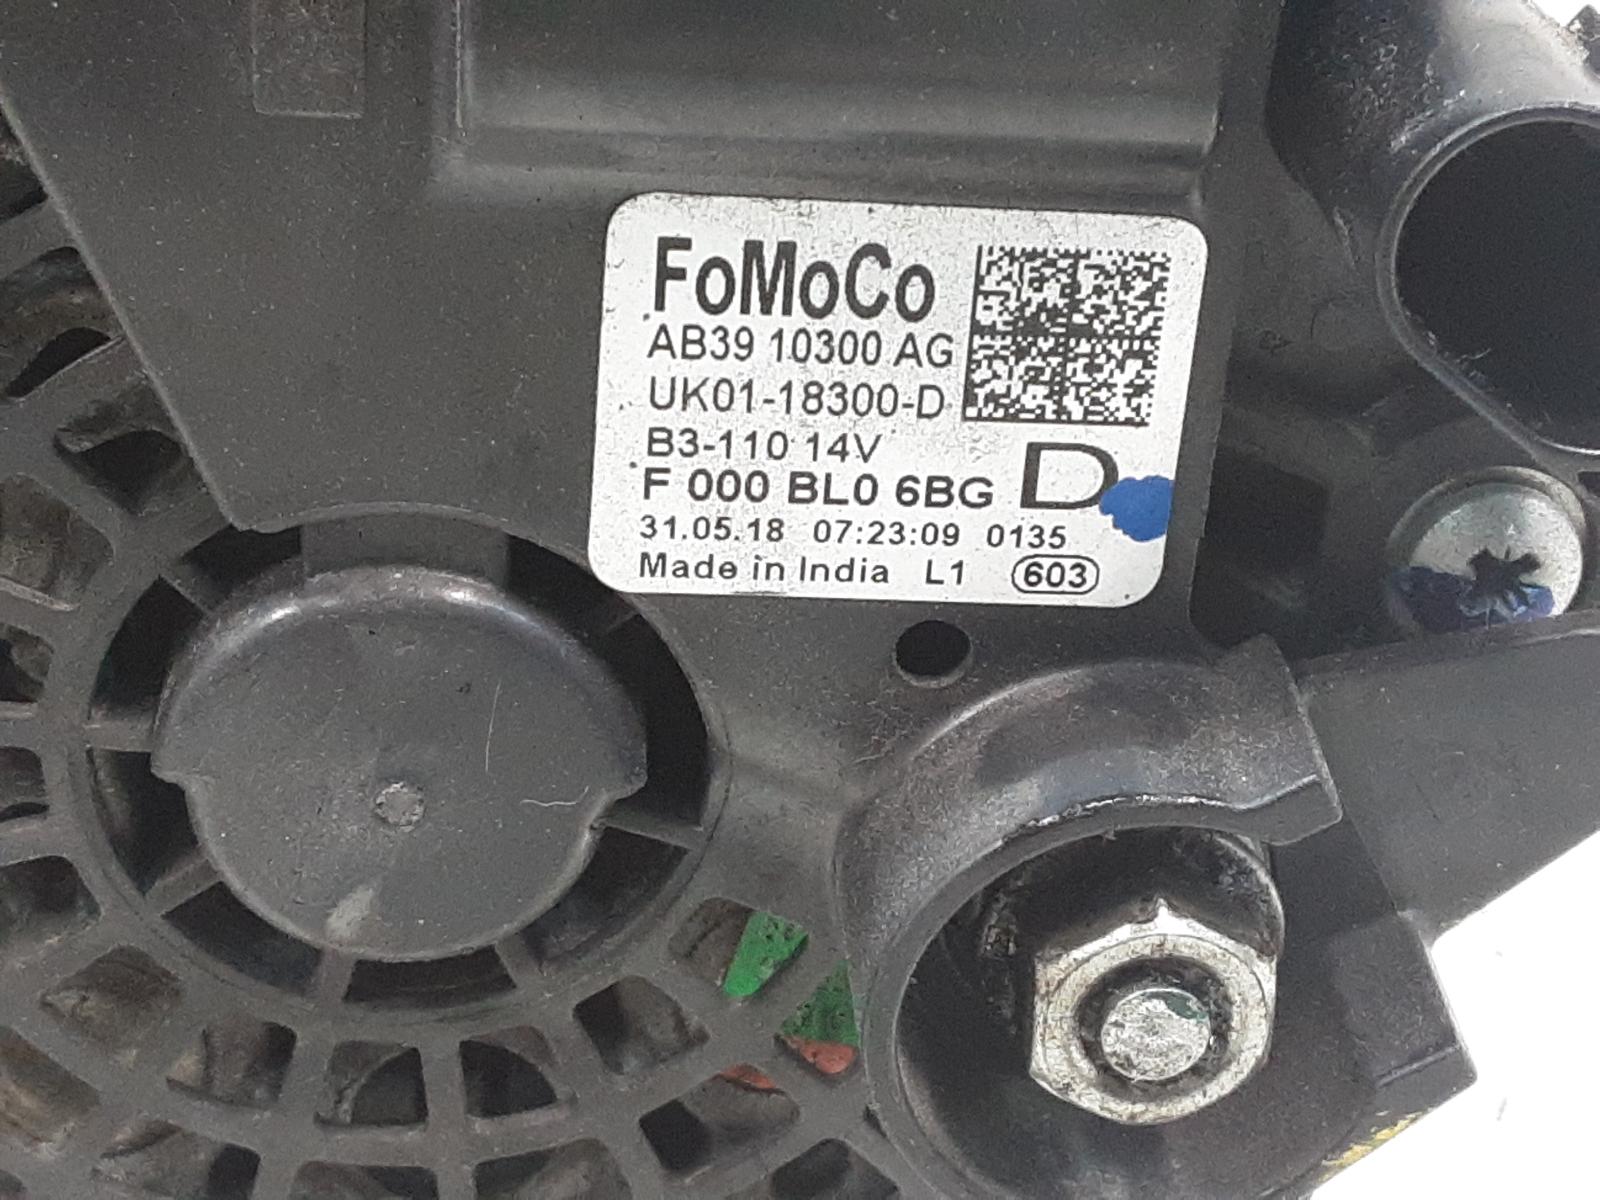 FoMoCo
AB39 10300 AG
UK01-18300-D
B3-110 14V
F 000 BL0 6BG D
31.05.18 07:23:09 0135
Made in India L1 603